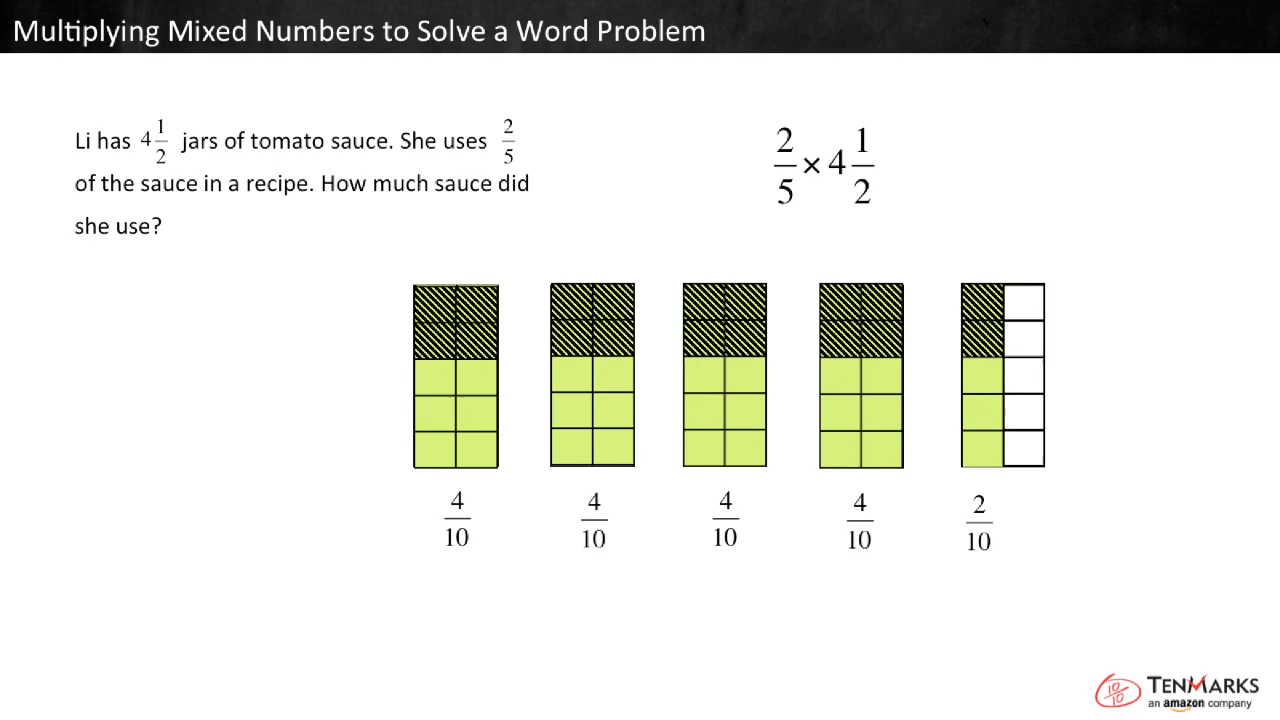 Multiplying Mixed Numbers to Solve a Word Problem
Li has 4 1/2 jars of tomato sauce. She uses 2/5
of the sauce in a recipe. How much sauce did
she use?
2/5 × 4 1/2
4/10 4/10 4/10 4/10 2/10
10/10 TENMARKS
an amazon company